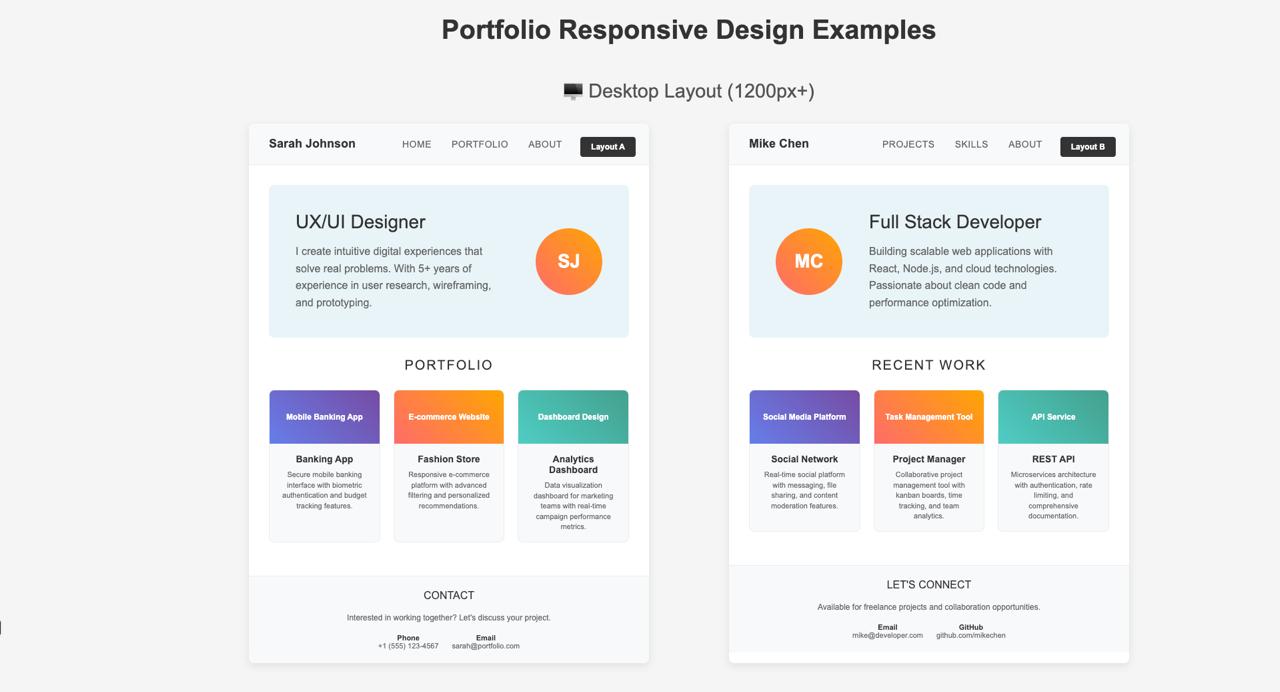 Portfolio Responsive Design Examples
🖥️ Desktop Layout (1200px+)
Sarah Johnson
HOME PORTFOLIO ABOUT
Layout A
UX/UI Designer
I create intuitive digital experiences that
solve real problems. With 5+ years of
experience in user research, wireframing,
and prototyping.
SJ
PORTFOLIO
Mobile Banking App
Banking App
Secure mobile banking
interface with biometric
authentication and budget
tracking features.
E-commerce Website
Fashion Store
Responsive e-commerce
platform with advanced
filtering and personalized
recommendations.
Dashboard Design
Analytics
Dashboard
Data visualization
dashboard for marketing
teams with real-time
campaign performance
metrics.
CONTACT
Interested in working together? Let's discuss your project.
Phone
+1 (555) 123-4567
Email
sarah@portfolio.com
Mike Chen
PROJECTS SKILLS ABOUT
Layout B
MC
Full Stack Developer
Building scalable web applications with
React, Node.js, and cloud technologies.
Passionate about clean code and
performance optimization.
RECENT WORK
Social Media Platform
Social Network
Real-time social platform
with messaging, file
sharing, and content
moderation features.
Task Management Tool
Project Manager
Collaborative project
management tool with
kanban boards, time
tracking, and team
analytics.
API Service
REST API
Microservices architecture
with authentication, rate
limiting, and
comprehensive
documentation.
LET'S CONNECT
Available for freelance projects and collaboration opportunities.
Email
mike@developer.com
GitHub
github.com/mikechen